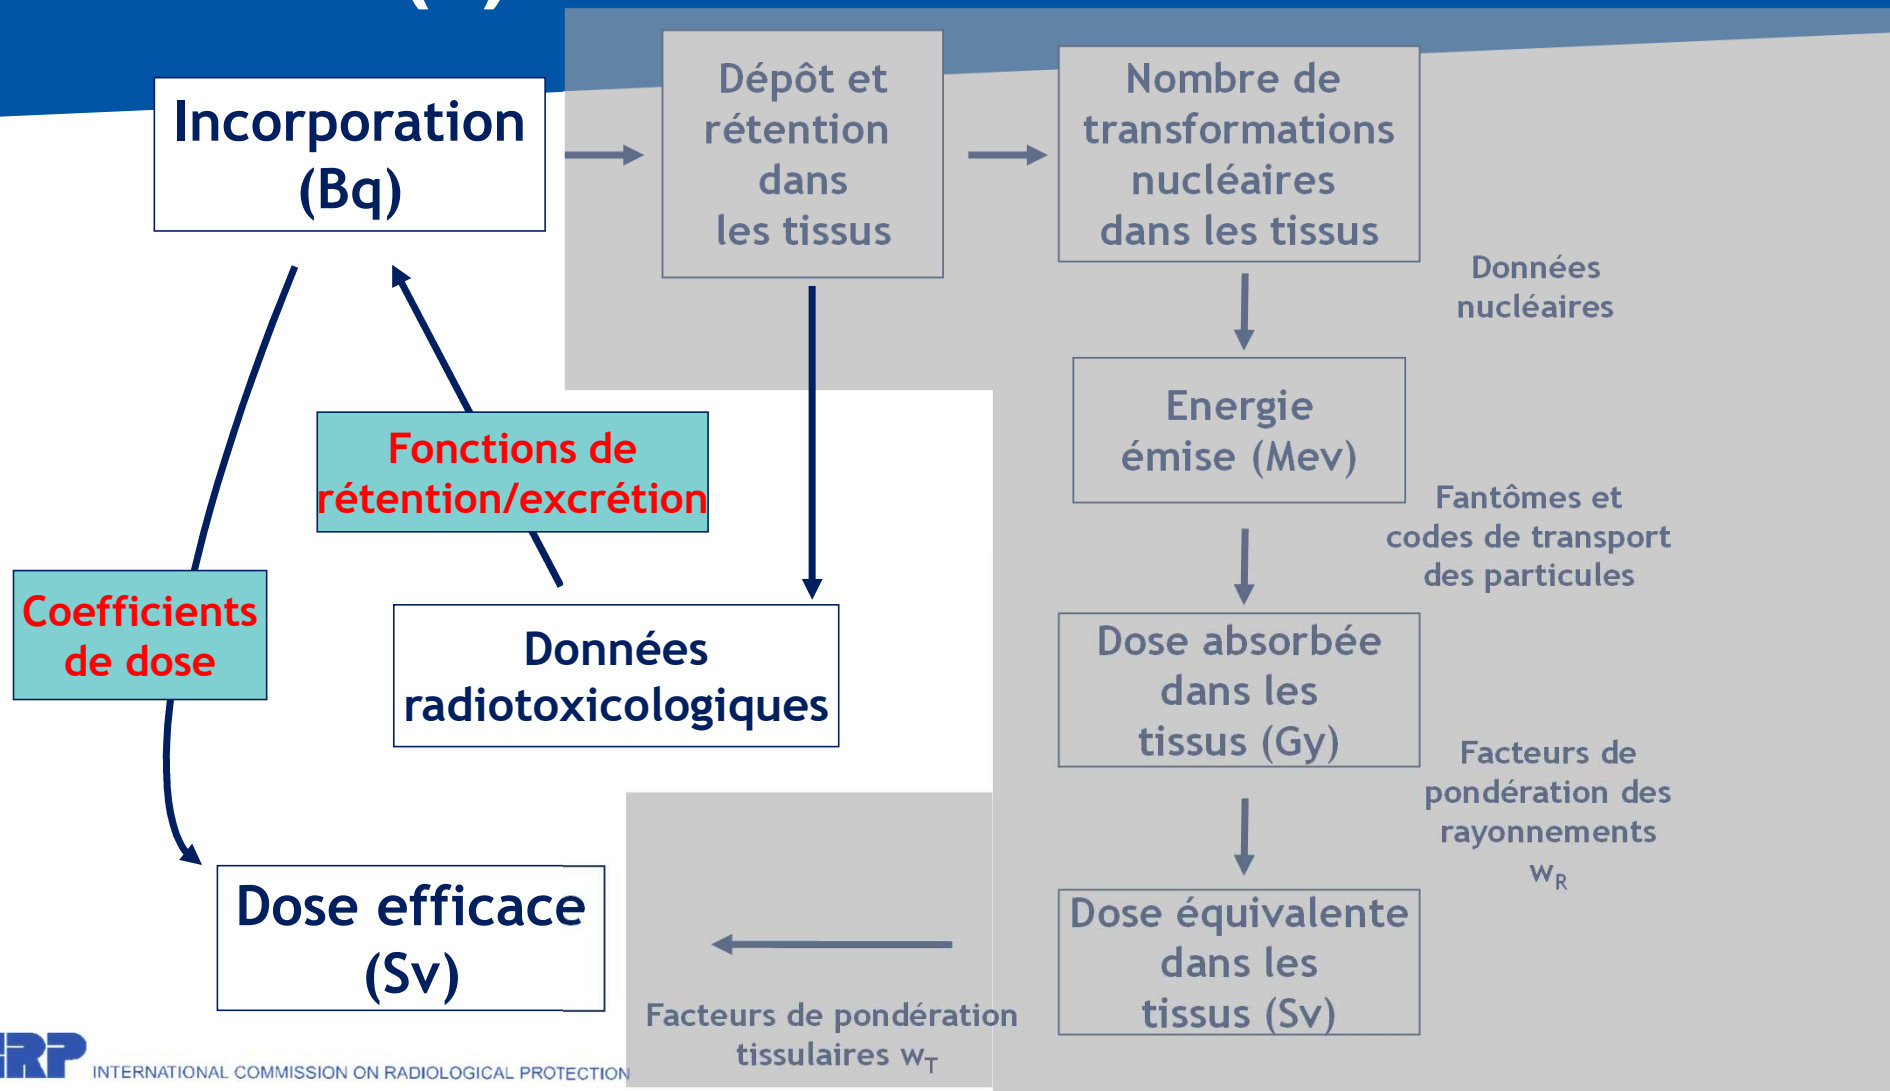 Incorporation
(Bq)
Dépôt et
rétention
dans
les tissus
Nombre de
transformations
nucléaires
dans les tissus
Données
nucléaires
Energie
émise (Mev)
Fonctions de
rétention/excrétion
Fantômes et
codes de transport
des particules
Coefficients
de dose
Données
radiotoxicologiques
Dose absorbée
dans les
tissus (Gy)
Facteurs de
pondération des
rayonnements
wR
Dose efficace
(Sv)
Dose équivalente
dans les
tissus (Sv)
Facteurs de pondération
tissulaires wT
INTERNATIONAL COMMISSION ON RADIOLOGICAL PROTECTION